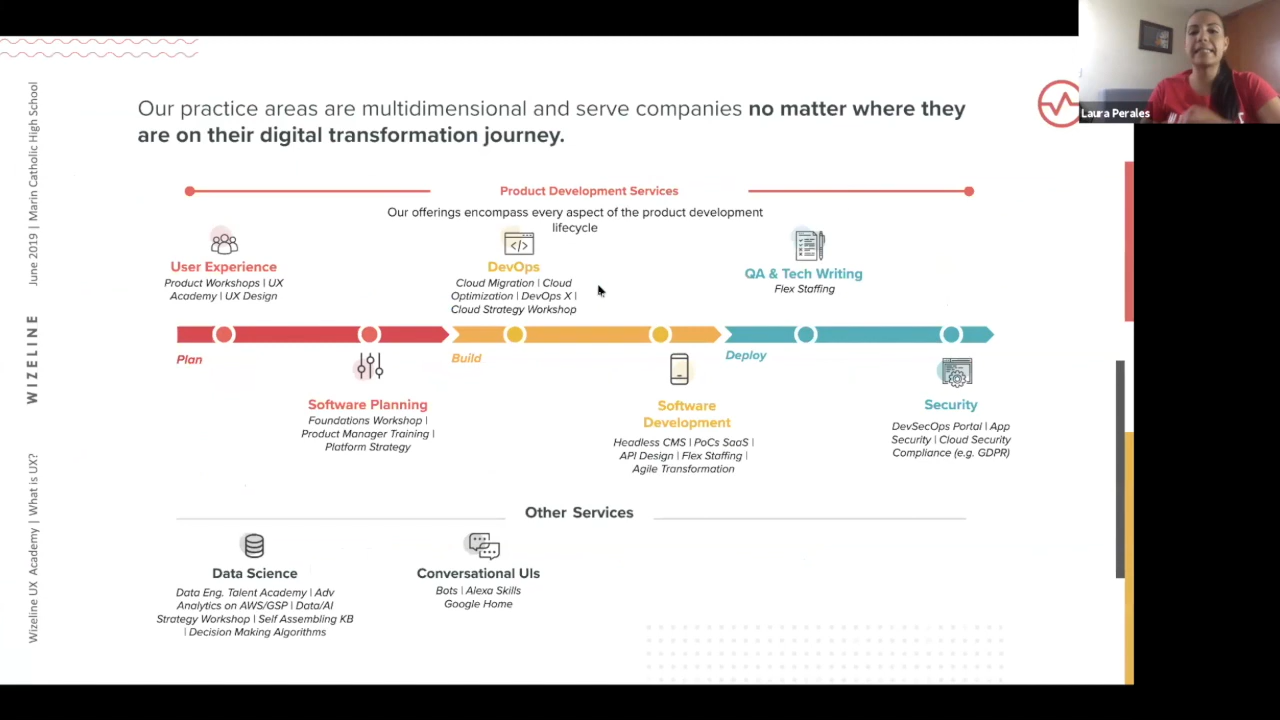 Our practice areas are multidimensional and serve companies no matter where they
are on their digital transformation journey.
Laura Perales
Product Development Services
Our offerings encompass every aspect of the product development
lifecycle
User Experience
Product Workshops | UX
Academy | UX Design
</>
DevOps
Cloud Migration | Cloud
Optimization | DevOps X |
Cloud Strategy Workshop
QA & Tech Writing
Flex Staffing
Plan
Build
Deploy
Software Planning
Foundations Workshop |
Product Manager Training |
Platform Strategy
Software
Development
Headless CMS | PoCs SaaS |
API Design | Flex Staffing |
Agile Transformation
Security
DevSecOps Portal | App
Security | Cloud Security
Compliance (e.g. GDPR)
Other Services
Data Science
Data Eng. Talent Academy | Adv
Analytics on AWS/GSP | Data/AI
Strategy Workshop | Self Assembling KB
| Decision Making Algorithms
Conversational UIs
Bots | Alexa Skills
Google Home
Wizeline UX Academy | What is UX?
WIZELINE
June 2019 | Marin Catholic High School